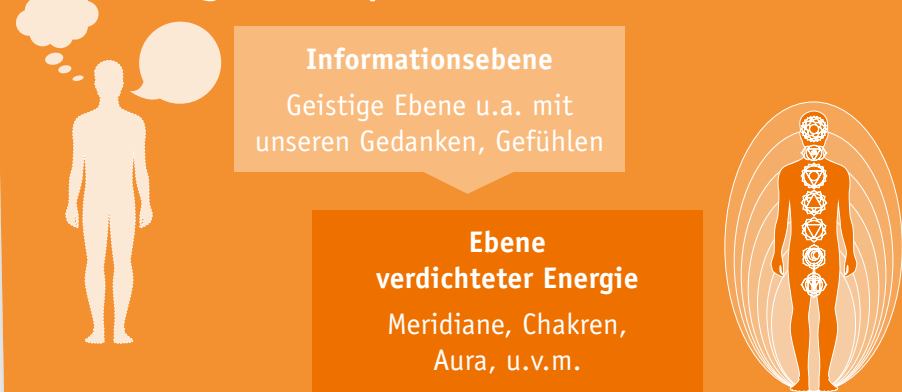 Informationsebene
Geistige Ebene u.a. mit
unseren Gedanken, Gefühlen
Ebene
verdichteter Energie
Meridiane, Chakren,
Aura, u.v.m.